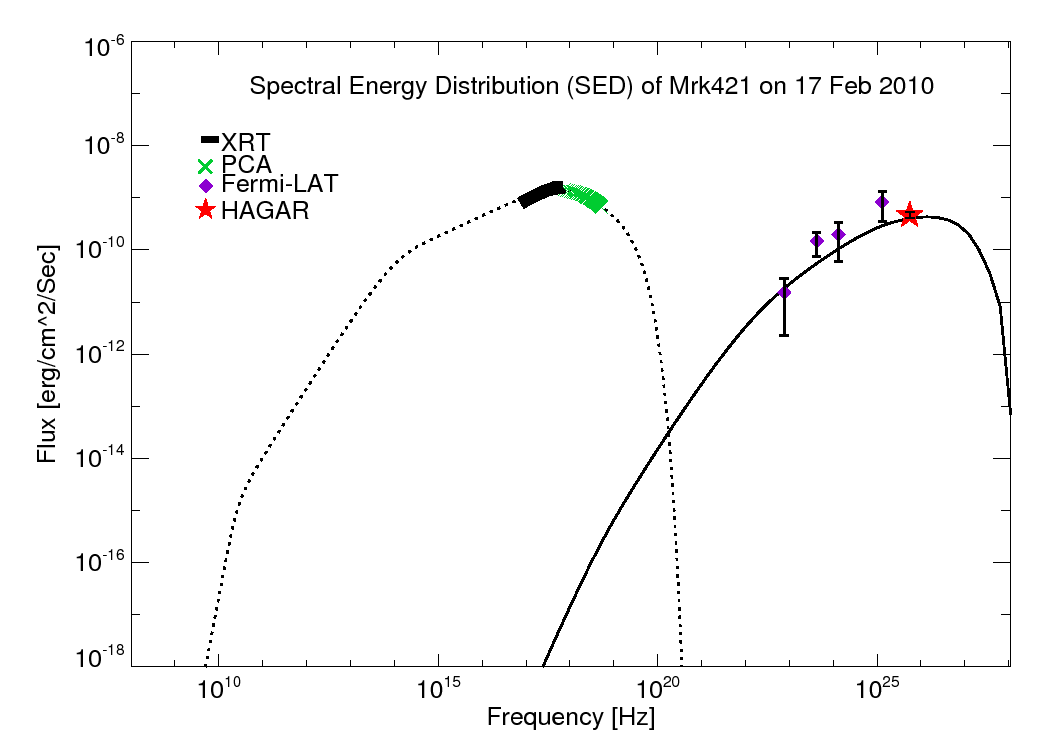 Spectral Energy Distribution (SED) of Mrk421 on 17 Feb 2010
XRT
PCA
Fermi-LAT
HAGAR
Flux [erg/cm^2/Sec]
10^-6
10^-8
10^-10
10^-12
10^-14
10^-16
10^-18
10^10 10^15 10^20 10^25
Frequency [Hz]